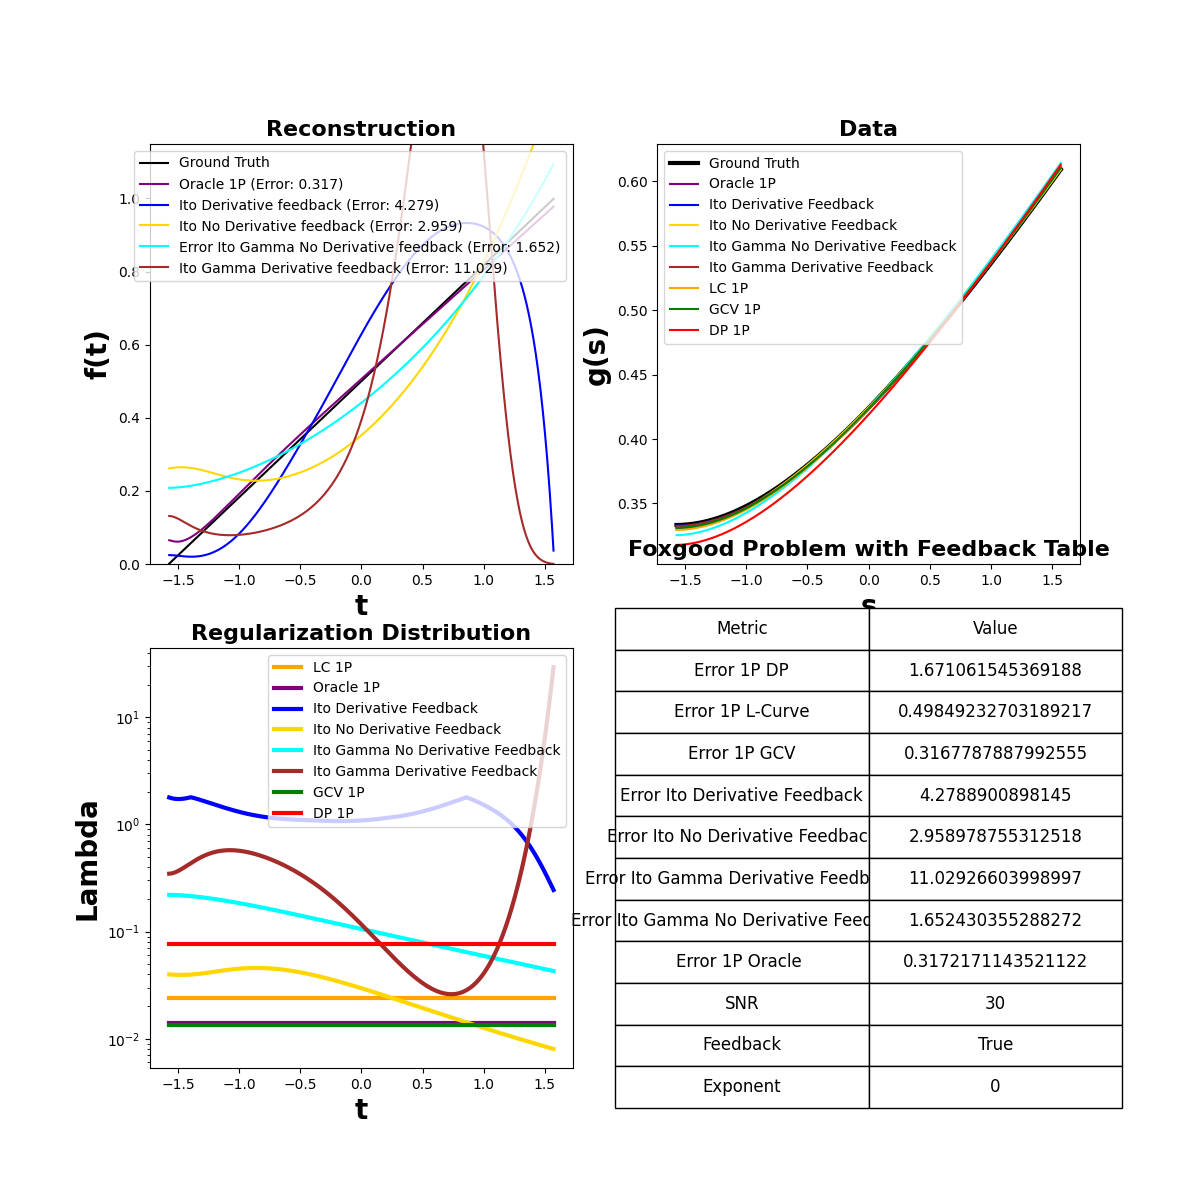 Reconstruction
Ground Truth
Oracle 1P (Error: 0.317)
Ito Derivative feedback (Error: 4.279)
Ito No Derivative feedback (Error: 2.959)
Error Ito Gamma No Derivative feedback (Error: 1.652)
Ito Gamma Derivative feedback (Error: 11.029)
1.0
0.8
0.6
0.4
0.2
0.0
f(t)
−1.5 −1.0 −0.5 0.0 0.5 1.0 1.5
t
Data
Ground Truth
Oracle 1P
Ito Derivative Feedback
Ito No Derivative Feedback
Ito Gamma No Derivative Feedback
Ito Gamma Derivative Feedback
LC 1P
GCV 1P
DP 1P
0.60
0.55
0.50
0.45
0.40
0.35
g(s)
−1.5 −1.0 −0.5 0.0 0.5 1.0 1.5
s
Regularization Distribution
LC 1P
Oracle 1P
Ito Derivative Feedback
Ito No Derivative Feedback
Ito Gamma No Derivative Feedback
Ito Gamma Derivative Feedback
GCV 1P
DP 1P
10¹
10⁰
10⁻¹
10⁻²
Lambda
−1.5 −1.0 −0.5 0.0 0.5 1.0 1.5
t
Foxgood Problem with Feedback Table
Metric Value
Error 1P DP 1.671061545369188
Error 1P L-Curve 0.49849232703189217
Error 1P GCV 0.3167787887992555
Error Ito Derivative Feedback 4.2788900898145
Error Ito No Derivative Feedbac 2.958978755312518
Error Ito Gamma Derivative Feedb 11.02926603998997
Error Ito Gamma No Derivative Feed 1.652430355288272
Error 1P Oracle 0.3172171143521122
SNR 30
Feedback True
Exponent 0